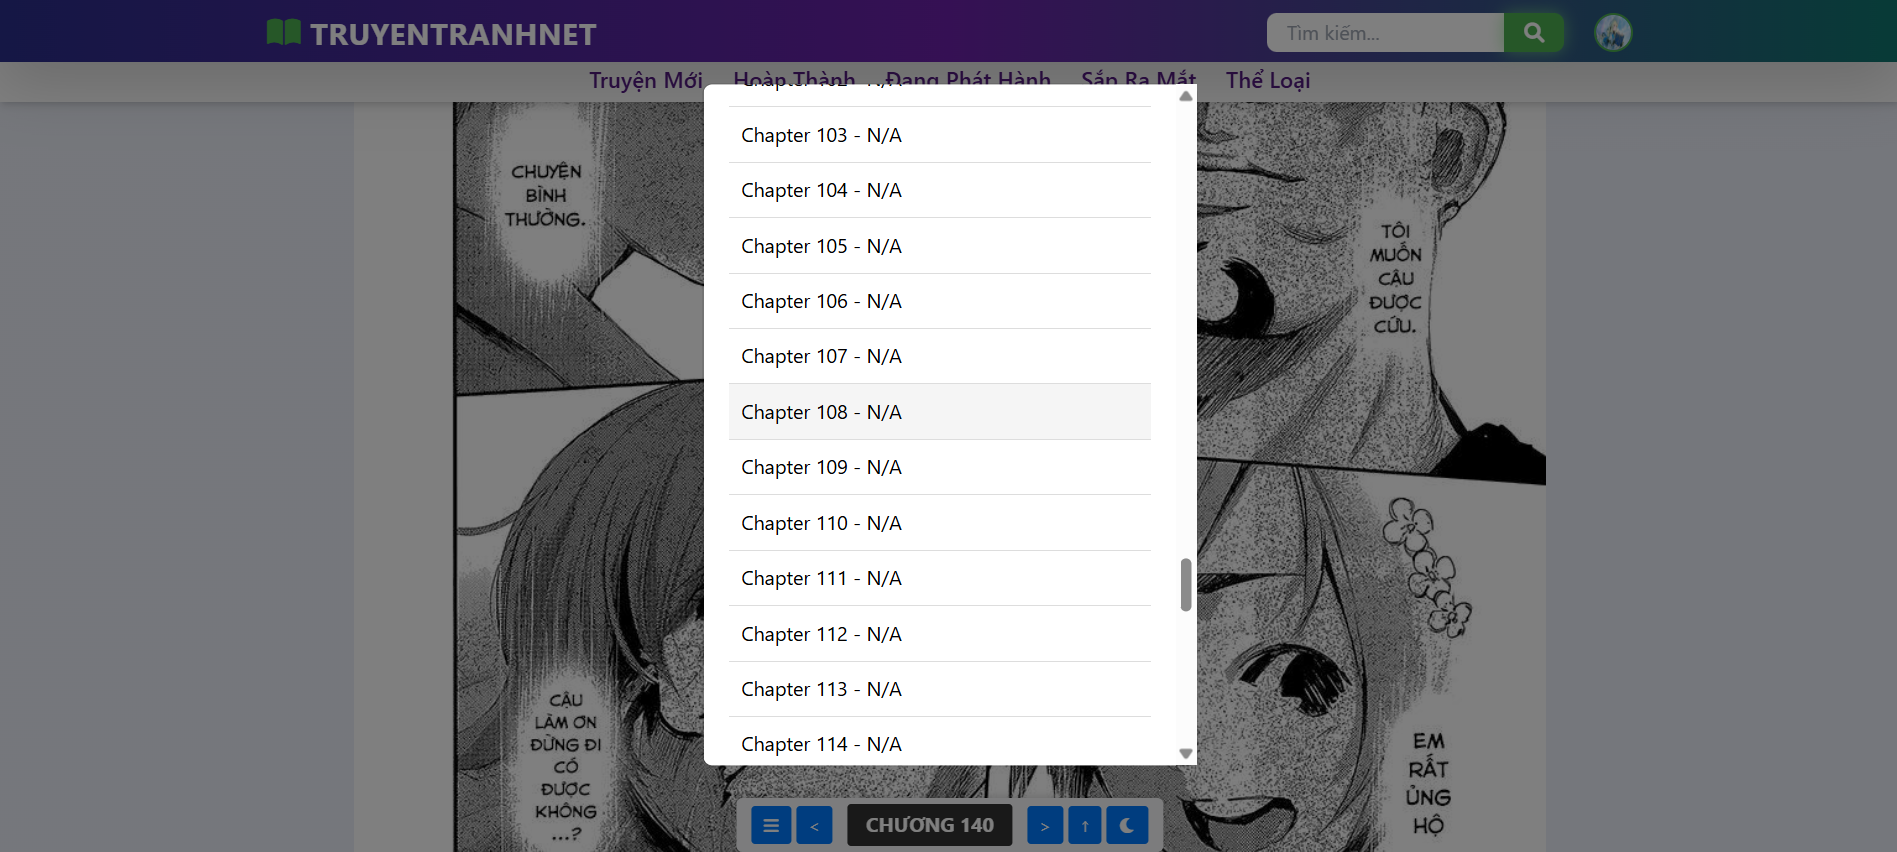 TRUYENTRANHNET
Tìm kiếm...
Truyện Mới
Hoàn Thành
Đang Phát Hành
Sắp Ra Mắt
Thể Loại
Chapter 102 - N/A
Chapter 103 - N/A
Chapter 104 - N/A
Chapter 105 - N/A
Chapter 106 - N/A
Chapter 107 - N/A
Chapter 108 - N/A
Chapter 109 - N/A
Chapter 110 - N/A
Chapter 111 - N/A
Chapter 112 - N/A
Chapter 113 - N/A
Chapter 114 - N/A
CHUYỆN
BÌNH
THƯỜNG.
TÔI
MUỐN
CẬU
ĐƯỢC
CỨU.
CẬU
LÀM ƠN
ĐỪNG ĐI
CÓ
ĐƯỢC
KHÔNG
...?
EM
RẤT
ỦNG
HỘ
< CHƯƠNG 140 > ↑